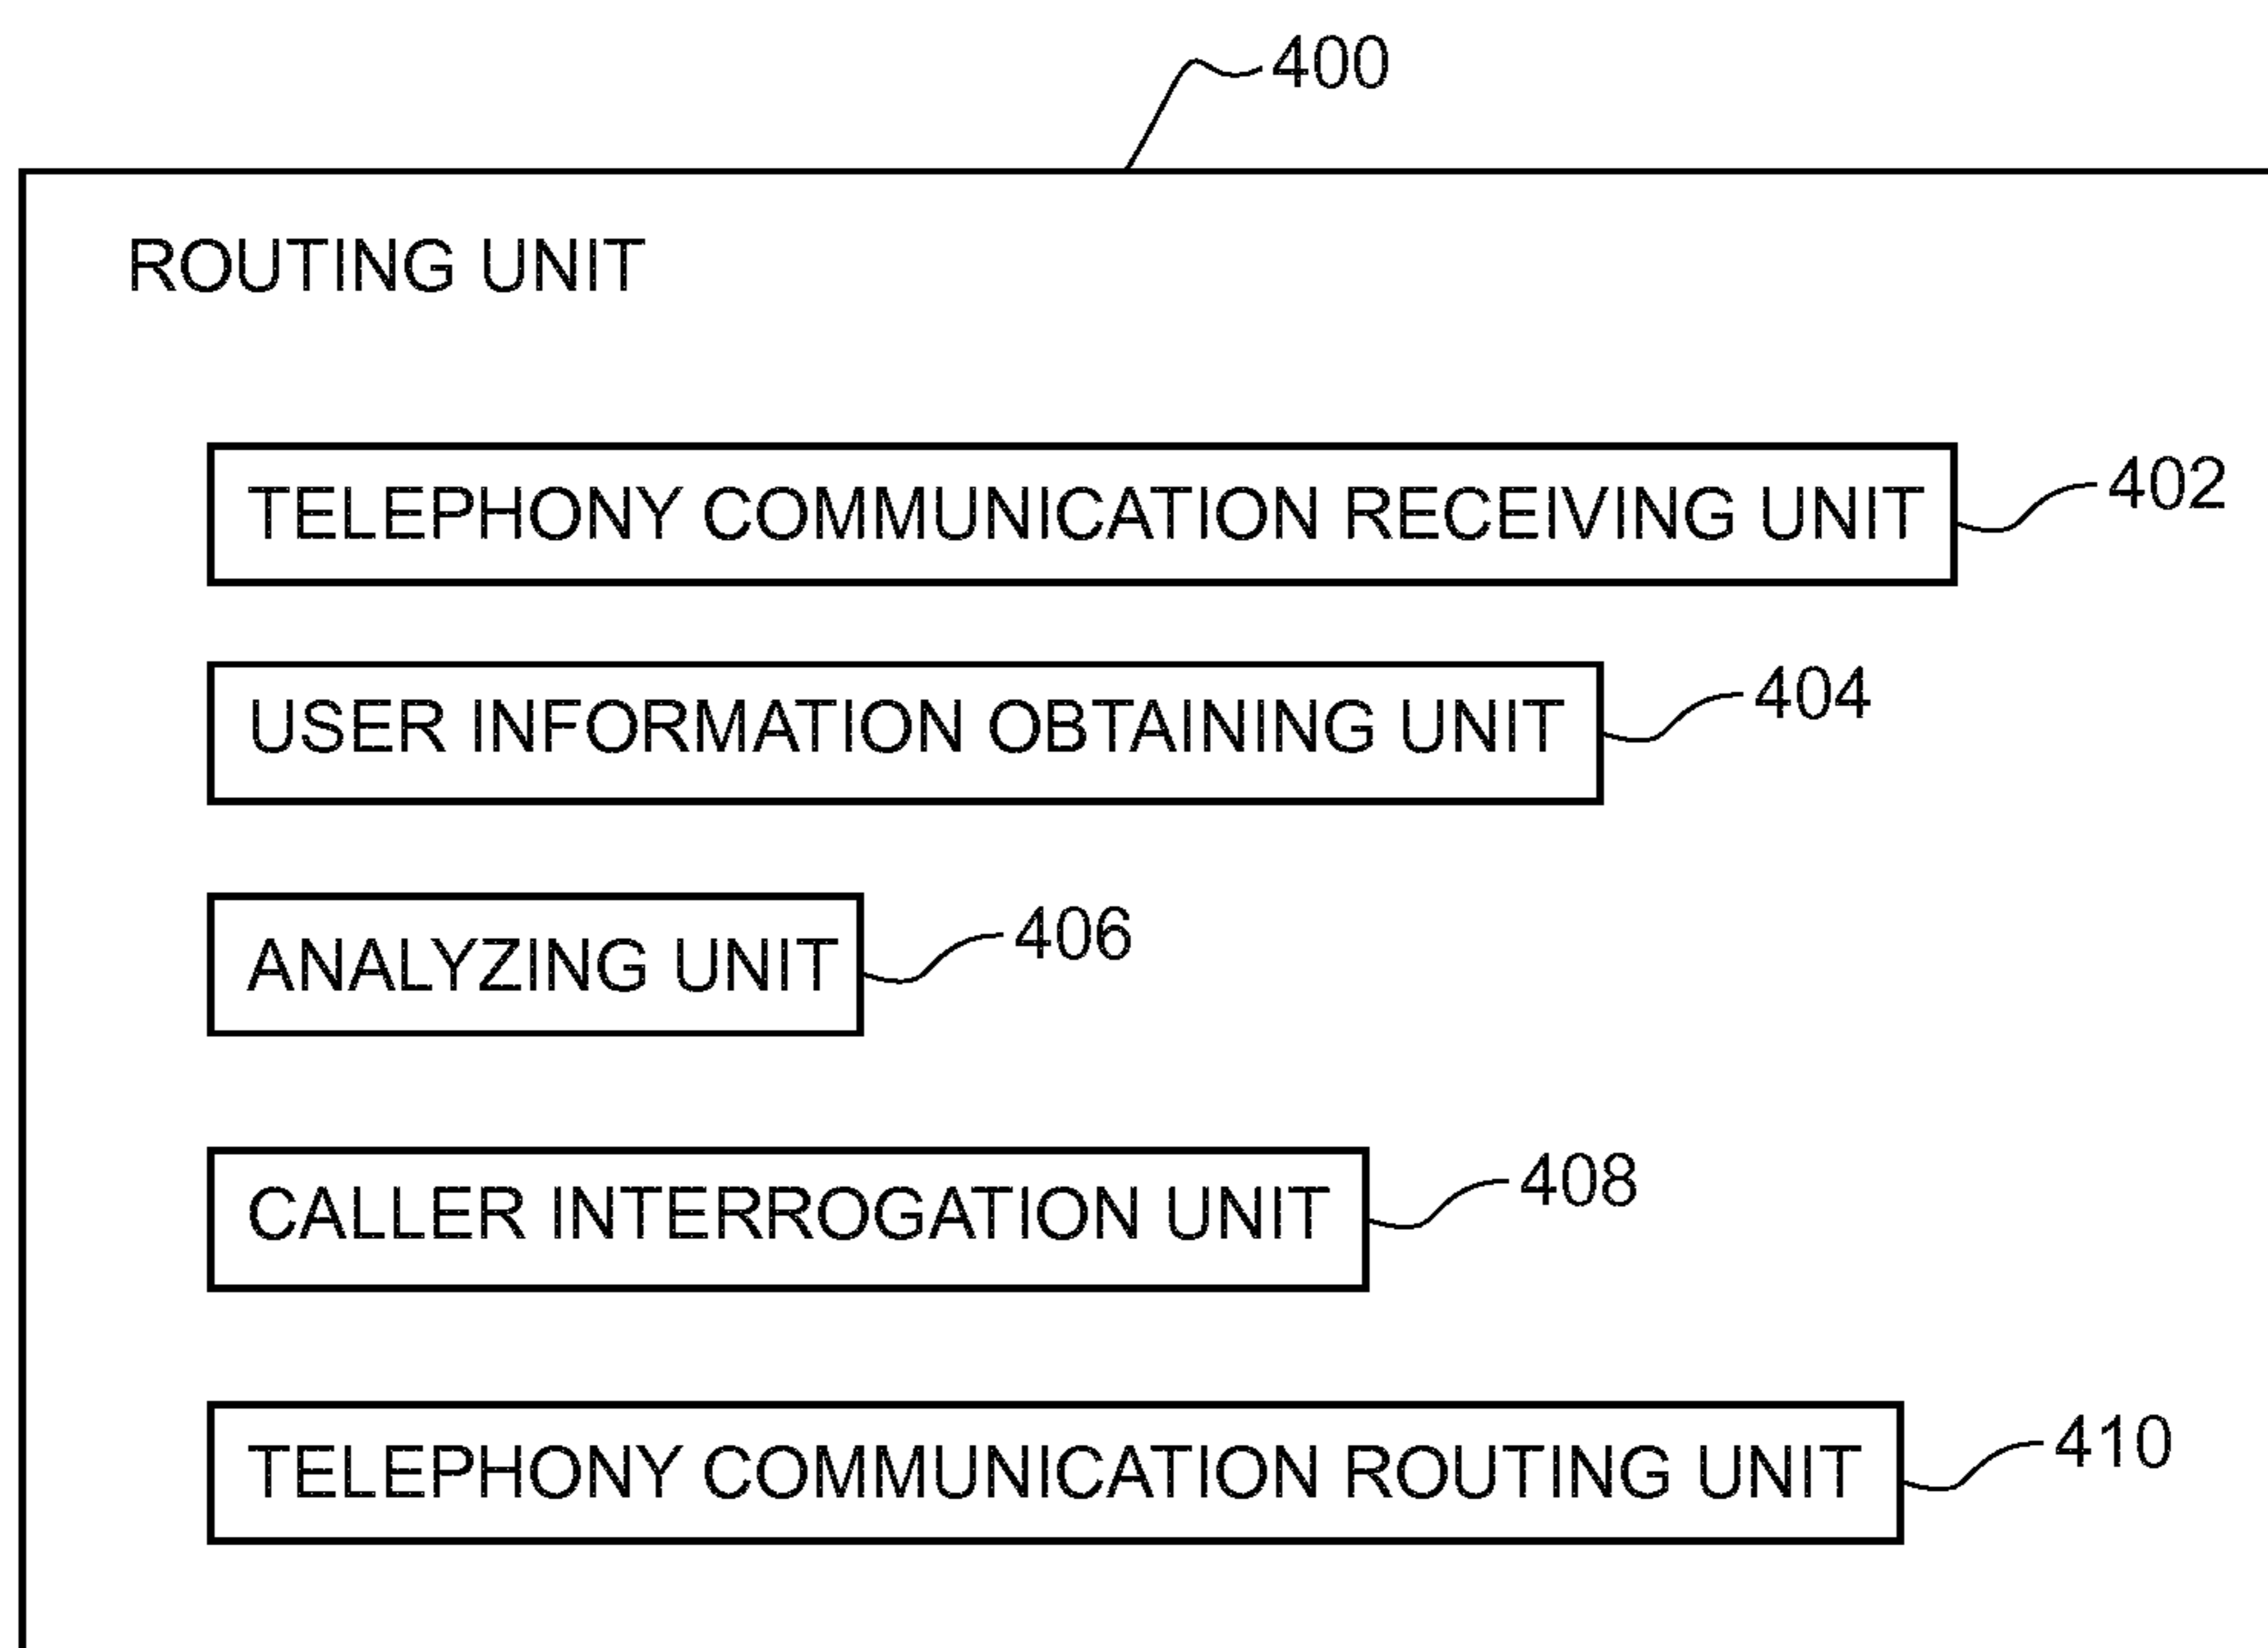 400
ROUTING UNIT
TELEPHONY COMMUNICATION RECEIVING UNIT
402
USER INFORMATION OBTAINING UNIT
404
ANALYZING UNIT
406
CALLER INTERROGATION UNIT
408
TELEPHONY COMMUNICATION ROUTING UNIT
410